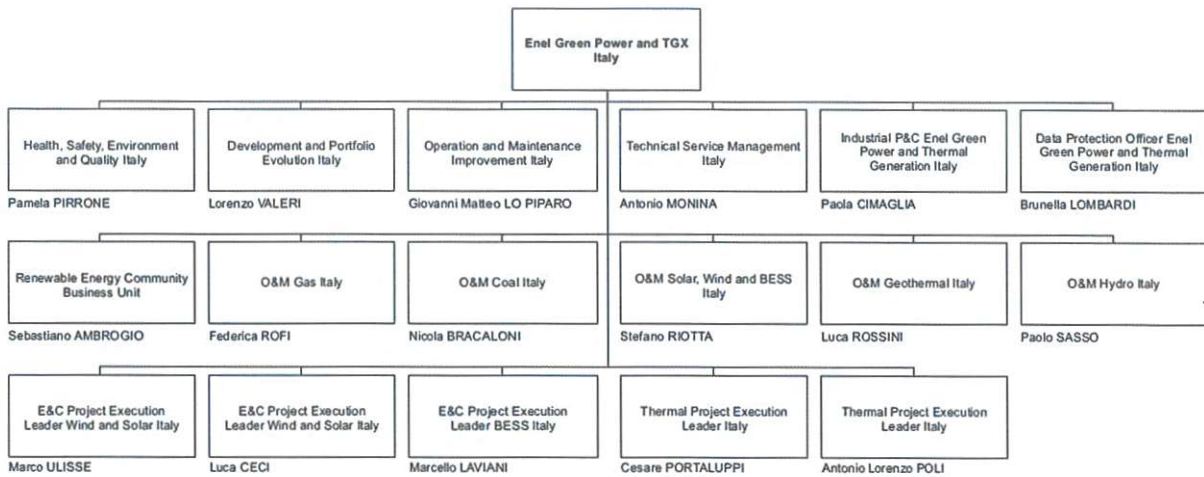 Enel Green Power and TGX
Italy
Health, Safety, Environment
and Quality Italy
Pamela PIRRONE
Development and Portfolio
Evolution Italy
Lorenzo VALERI
Operation and Maintenance
Improvement Italy
Giovanni Matteo LO PIPARO
Technical Service Management
Italy
Antonio MONINA
Industrial P&C Enel Green
Power and Thermal
Generation Italy
Paola CIMAGLIA
Data Protection Officer Enel
Green Power and Thermal
Generation Italy
Brunella LOMBARDI
Renewable Energy Community
Business Unit
Sebastiano AMBROGIO
O&M Gas Italy
Federica ROFI
O&M Coal Italy
Nicola BRACALONI
O&M Solar, Wind and BESS
Italy
Stefano RIOTTA
O&M Geothermal Italy
Luca ROSSINI
O&M Hydro Italy
Paolo SASSO
E&C Project Execution
Leader Wind and Solar Italy
Marco ULISSE
E&C Project Execution
Leader Wind and Solar Italy
Luca CECI
E&C Project Execution
Leader BESS Italy
Marcello LAVIANI
Thermal Project Execution
Leader Italy
Cesare PORTALUPPI
Thermal Project Execution
Leader Italy
Antonio Lorenzo POLI